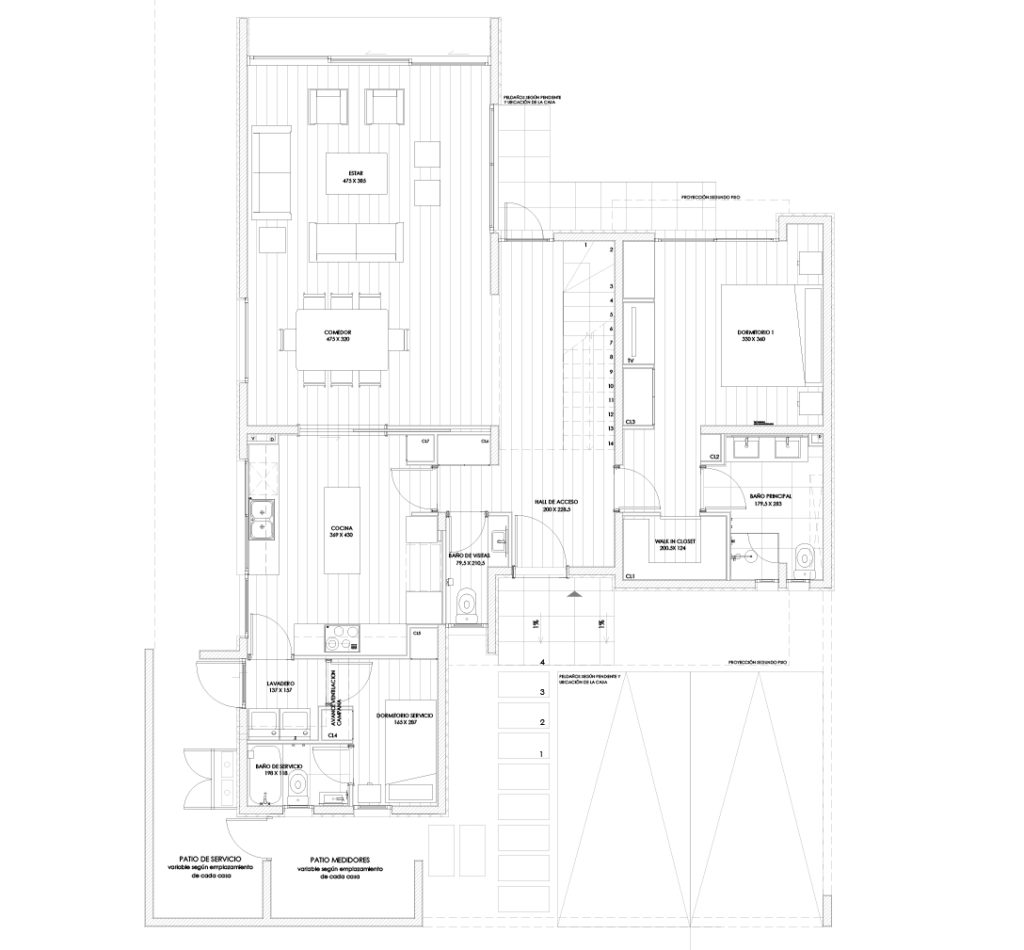 PELDAÑOS SEGÚN PENDIENTE
Y UBICACIÓN DE LA CASA
ESTAR
475 X 385
PROYECCIÓN SEGUNDO PISO
1
2
3
4
5
6
7
8
9
10
11
12
13
14
COMEDOR
475 X 320
DORMITORIO 1
330 X 360
TV
CL3
V
D
CL7
CL6
CL2
P
BAÑO PRINCIPAL
179,5 X 283
HALL DE ACCESO
200 X 228.5
COCINA
369 X 430
WALK IN CLOSET
200.5X 124
CL1
BAÑO DE VISITAS
79,5 X 210,5
1%
1%
CL5
4
PROYECCIÓN SEGUNDO PISO
PELDAÑOS SEGÚN PENDIENTE Y
UBICACIÓN DE LA CASA
LAVADERO
137 X 157
AVANCE VENTILACION
CAMPANA
3
DORMITORIO SERVICIO
165 X 287
2
CL4
1
BAÑO DE SERVICIO
198 X 118
PATIO DE SERVICIO
variable según emplazamiento
de cada casa
PATIO MEDIDORES
variable según emplazamiento
de cada casa